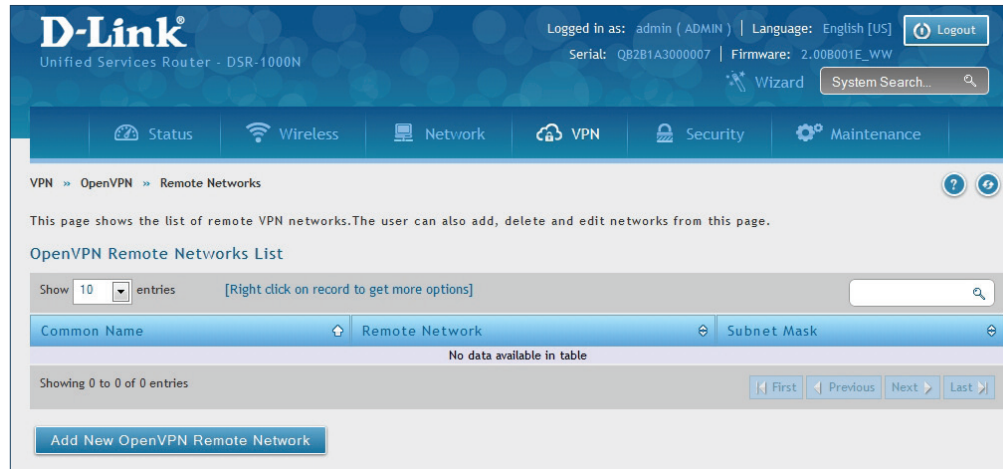 D-Link®
Unified Services Router - DSR-1000N
Logged in as: admin ( ADMIN ) | Language: English [US]
Logout
Serial: QB2B1A3000007 | Firmware: 2.00B001E_WW
Wizard
System Search...
Status Wireless Network VPN Security Maintenance
VPN » OpenVPN » Remote Networks
This page shows the list of remote VPN networks.The user can also add, delete and edit networks from this page.
OpenVPN Remote Networks List
Show 10 entries [Right click on record to get more options]
Common Name Remote Network Subnet Mask
No data available in table
Showing 0 to 0 of 0 entries
First Previous Next Last
Add New OpenVPN Remote Network